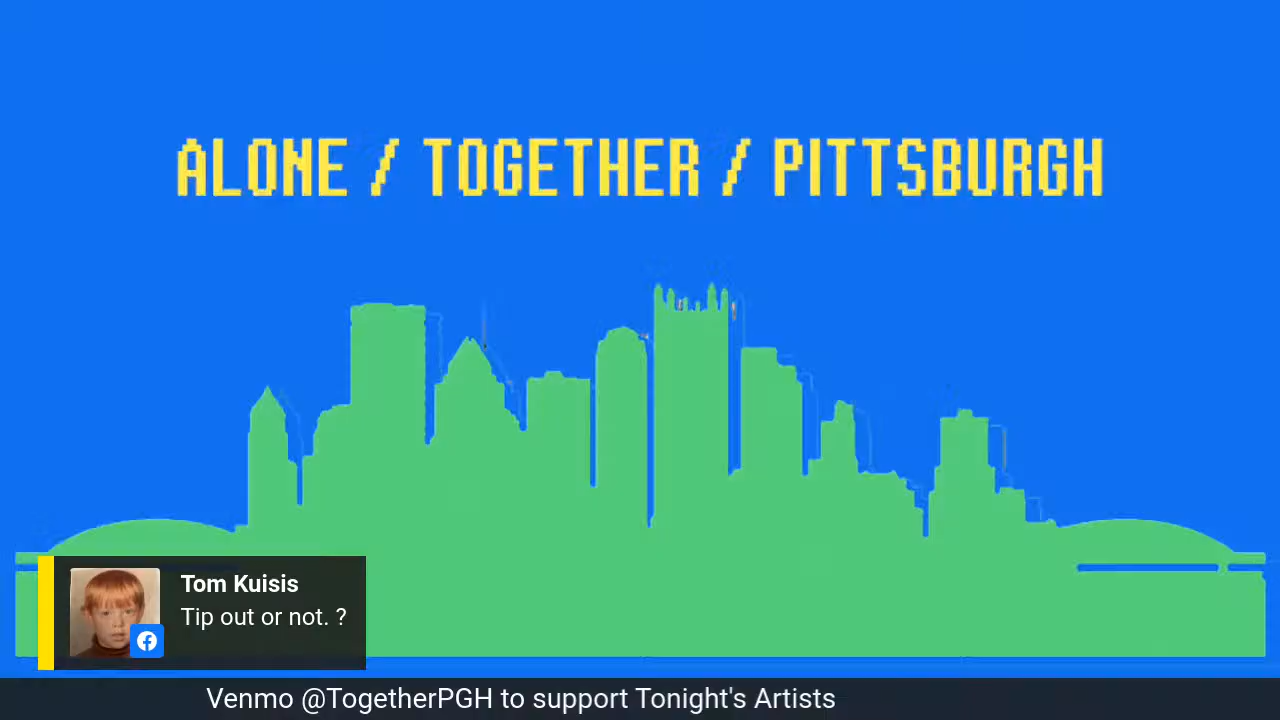 ALONE / TOGETHER / PITTSBURGH
Tom Kuisis
Tip out or not. ?
Venmo @TogetherPGH to support Tonight's Artists